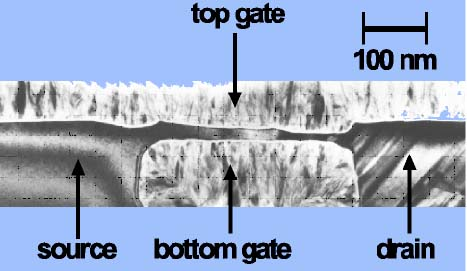 top gate
100 nm
source
bottom gate
drain